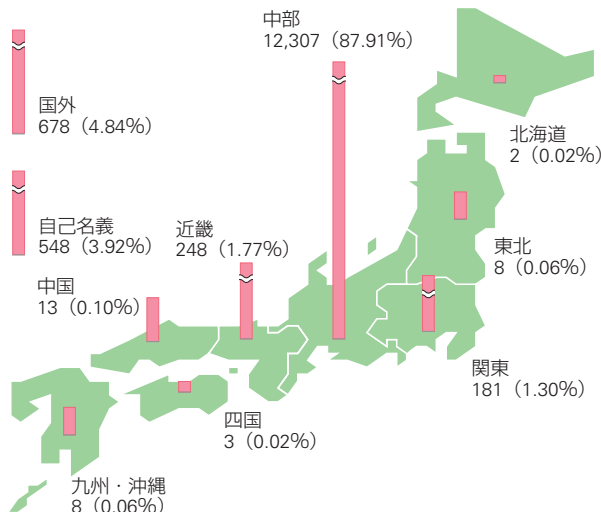 中部
12,307（87.91%）
国外
678（4.84%）
北海道
2（0.02%）
自己名義
548（3.92%）
近畿
248（1.77%）
東北
8（0.06%）
中国
13（0.10%）
関東
181（1.30%）
四国
3（0.02%）
九州・沖縄
8（0.06%）